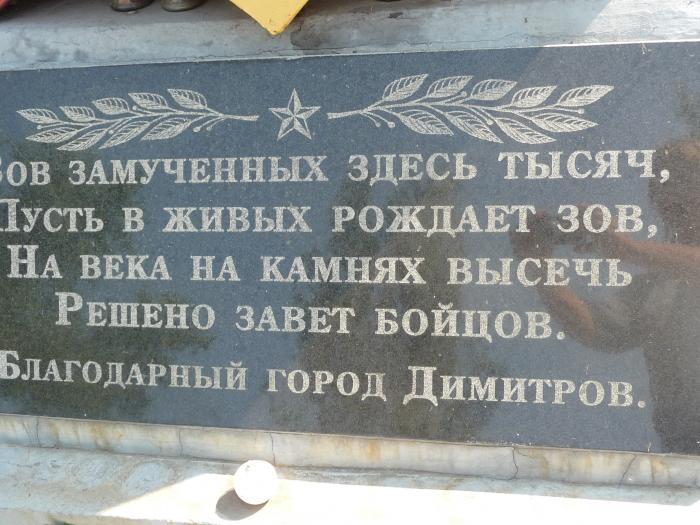 Зов замученных здесь тысяч,
Пусть в живых рождает зов,
На века на камнях высечь
Решено завет бойцов.
Благодарный город Димитров.